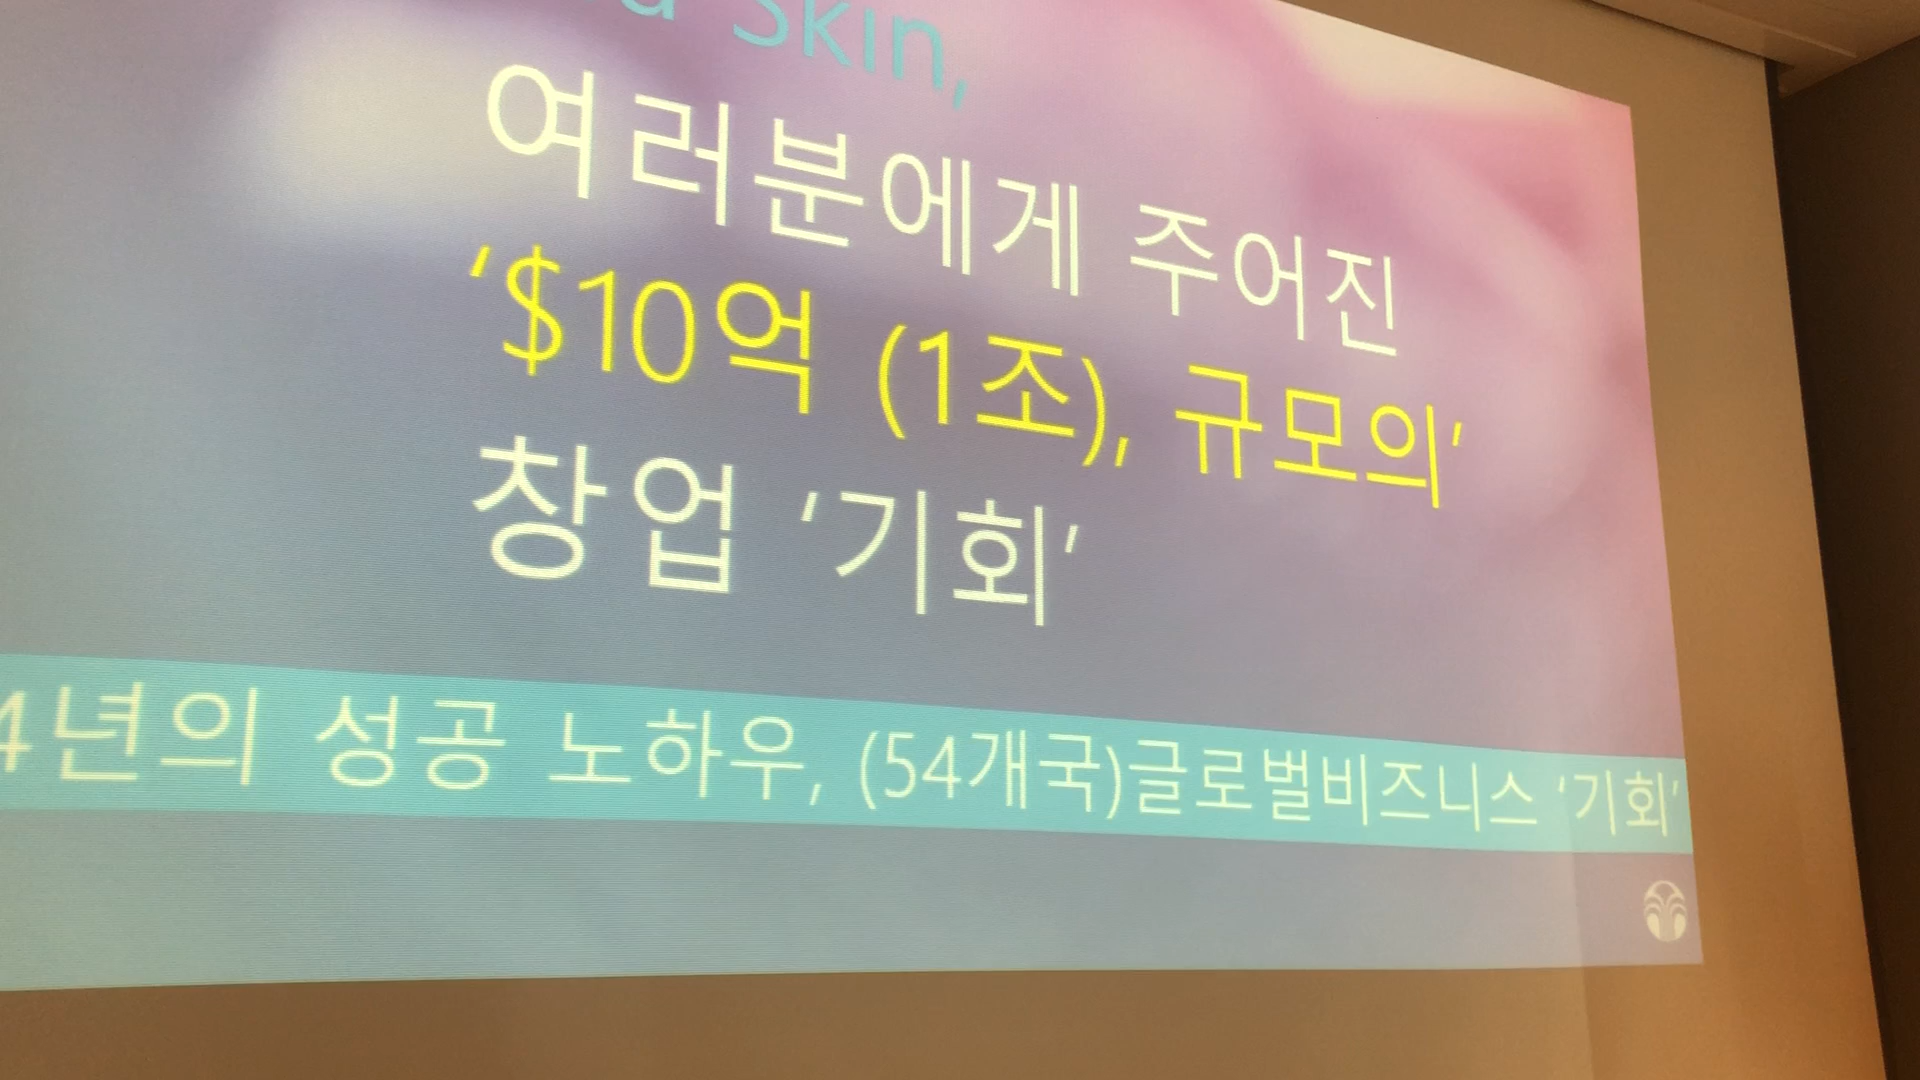 Skin,
여러분에게 주어진
‘$10억 (1조), 규모의’
창업 ‘기회’
4년의 성공 노하우, (54개국)글로벌비즈니스 ‘기회’